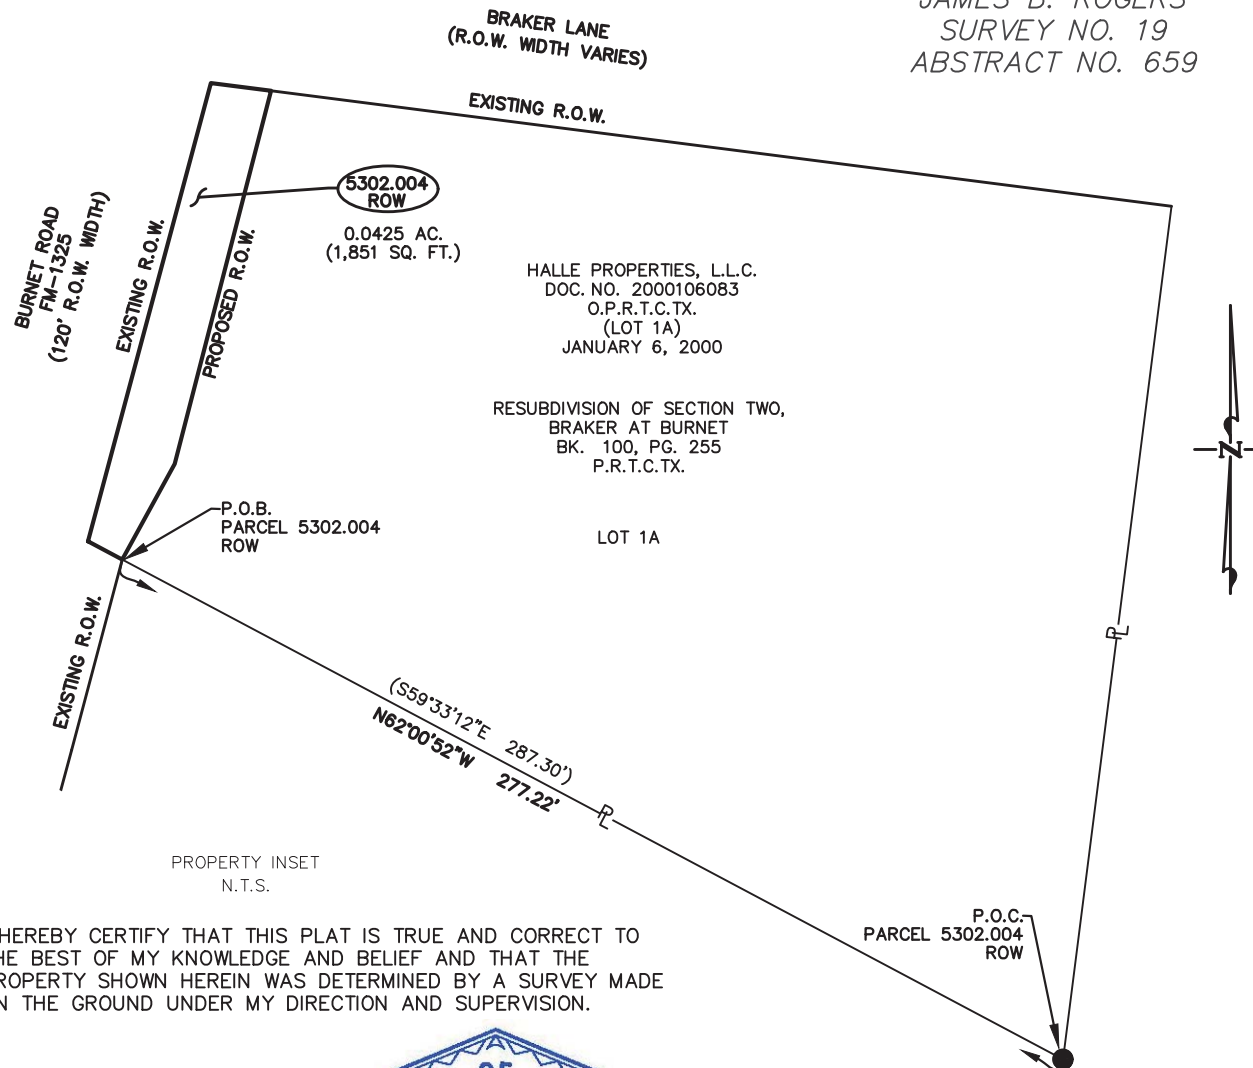 JAMES B. ROGERS
SURVEY NO. 19
ABSTRACT NO. 659
BRAKER LANE
(R.O.W. WIDTH VARIES)
EXISTING R.O.W.
5302.004
ROW
0.0425 AC.
(1,851 SQ. FT.)
BURNET ROAD
FM-1325
(120' R.O.W. WIDTH)
EXISTING R.O.W.
PROPOSED R.O.W.
HALLE PROPERTIES, L.L.C.
DOC. NO. 2000106083
O.P.R.T.C.TX.
(LOT 1A)
JANUARY 6, 2000
RESUBDIVISION OF SECTION TWO,
BRAKER AT BURNET
BK. 100, PG. 255
P.R.T.C.TX.
N
P.O.B.
PARCEL 5302.004
ROW
LOT 1A
EXISTING R.O.W.
PL
(S59°33'12"E 287.30')
N62°00'52"W 277.22'
PL
PROPERTY INSET
N.T.S.
P.O.C.
PARCEL 5302.004
ROW
HEREBY CERTIFY THAT THIS PLAT IS TRUE AND CORRECT TO
HE BEST OF MY KNOWLEDGE AND BELIEF AND THAT THE
ROPERTY SHOWN HEREIN WAS DETERMINED BY A SURVEY MADE
N THE GROUND UNDER MY DIRECTION AND SUPERVISION.